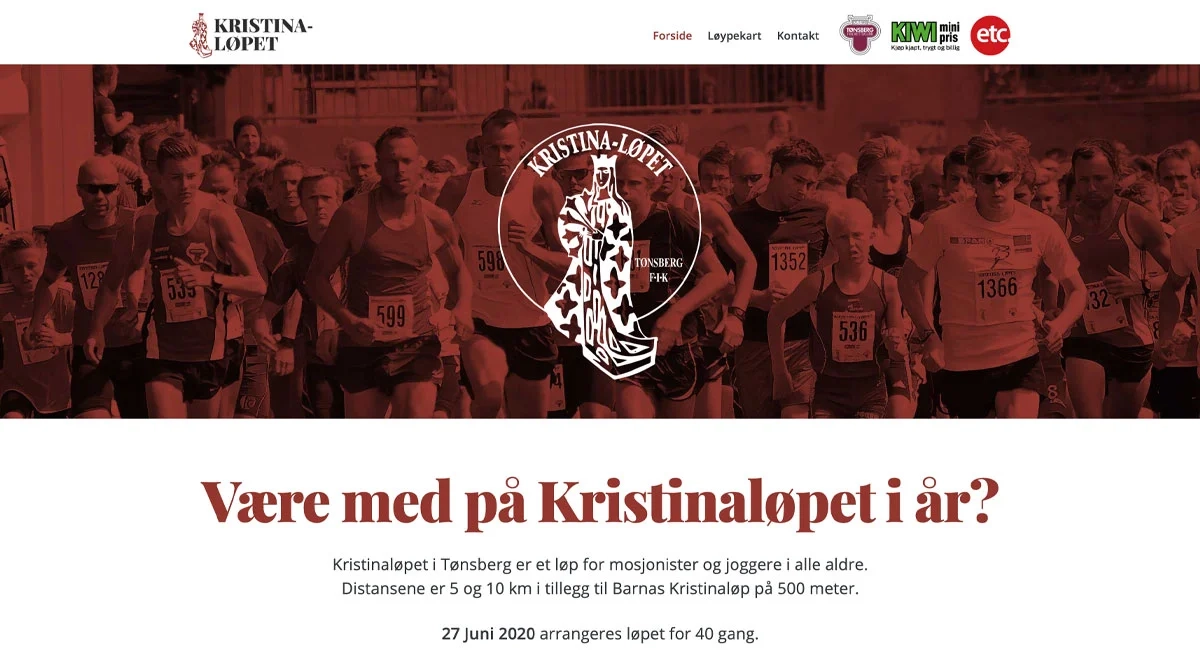 KRISTINA-
LØPET
Forside Løypekart Kontakt
TØNSBERG
KIWI mini pris
Kjøp kjapt, trygt og billig
etc.
KRISTINA-LØPET
TØNSBERG
F·I·K
535
599
598
1352
536
1366
Være med på Kristinaløpet i år?
Kristinaløpet i Tønsberg er et løp for mosjonister og joggere i alle aldre.
Distansene er 5 og 10 km i tillegg til Barnas Kristinaløp på 500 meter.
27 Juni 2020 arrangeres løpet for 40 gang.